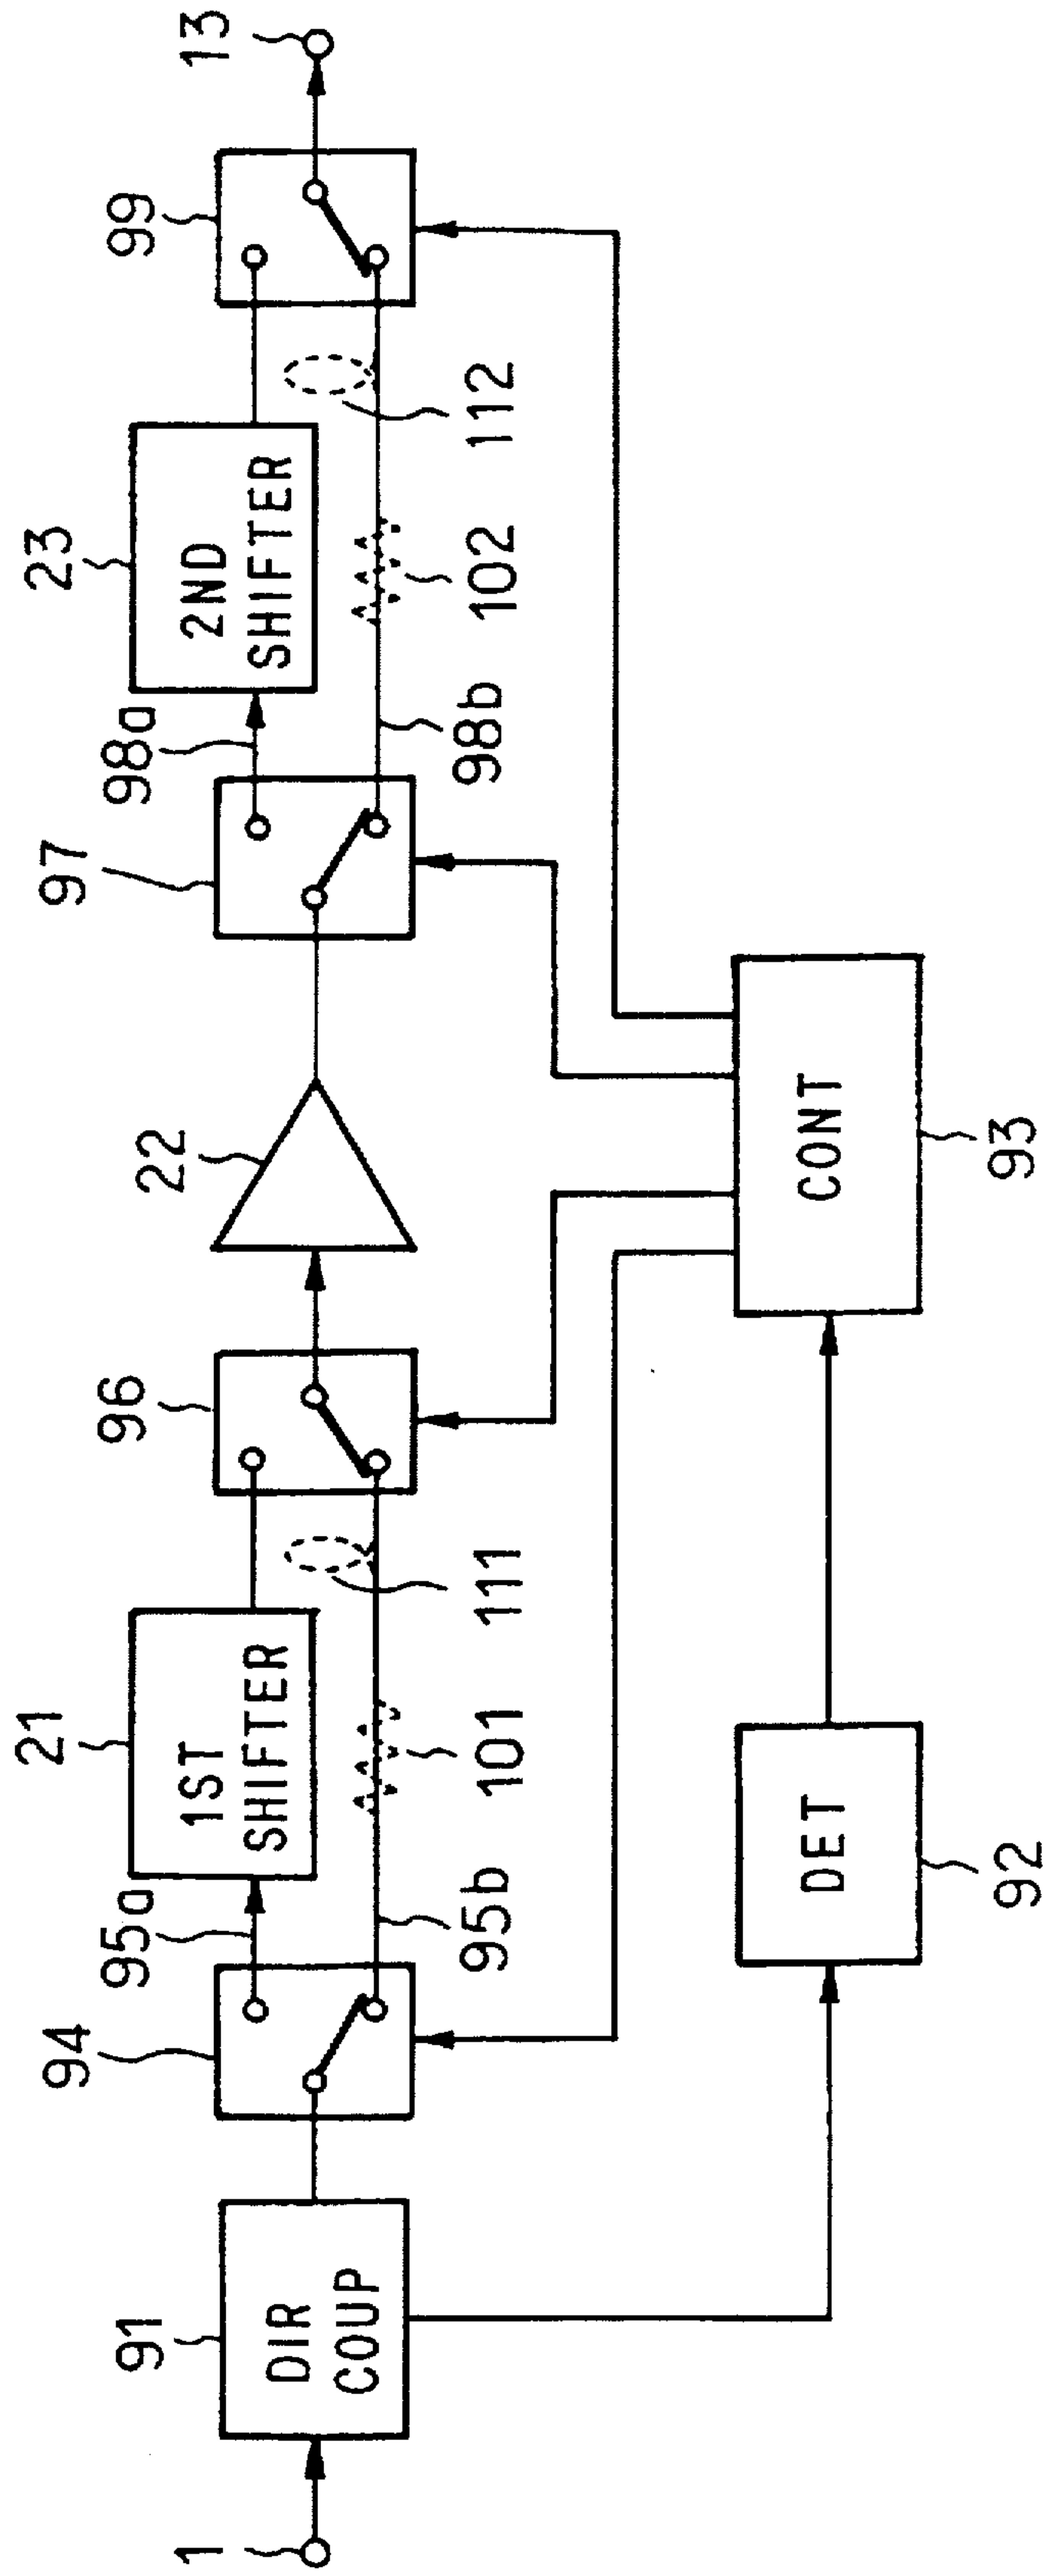 1
91
DIR
COUP
94
95a
95b
21
1ST
SHIFTER
101
111
96
22
97
98a
98b
23
2ND
SHIFTER
102
112
99
13
DET
92
CONT
93